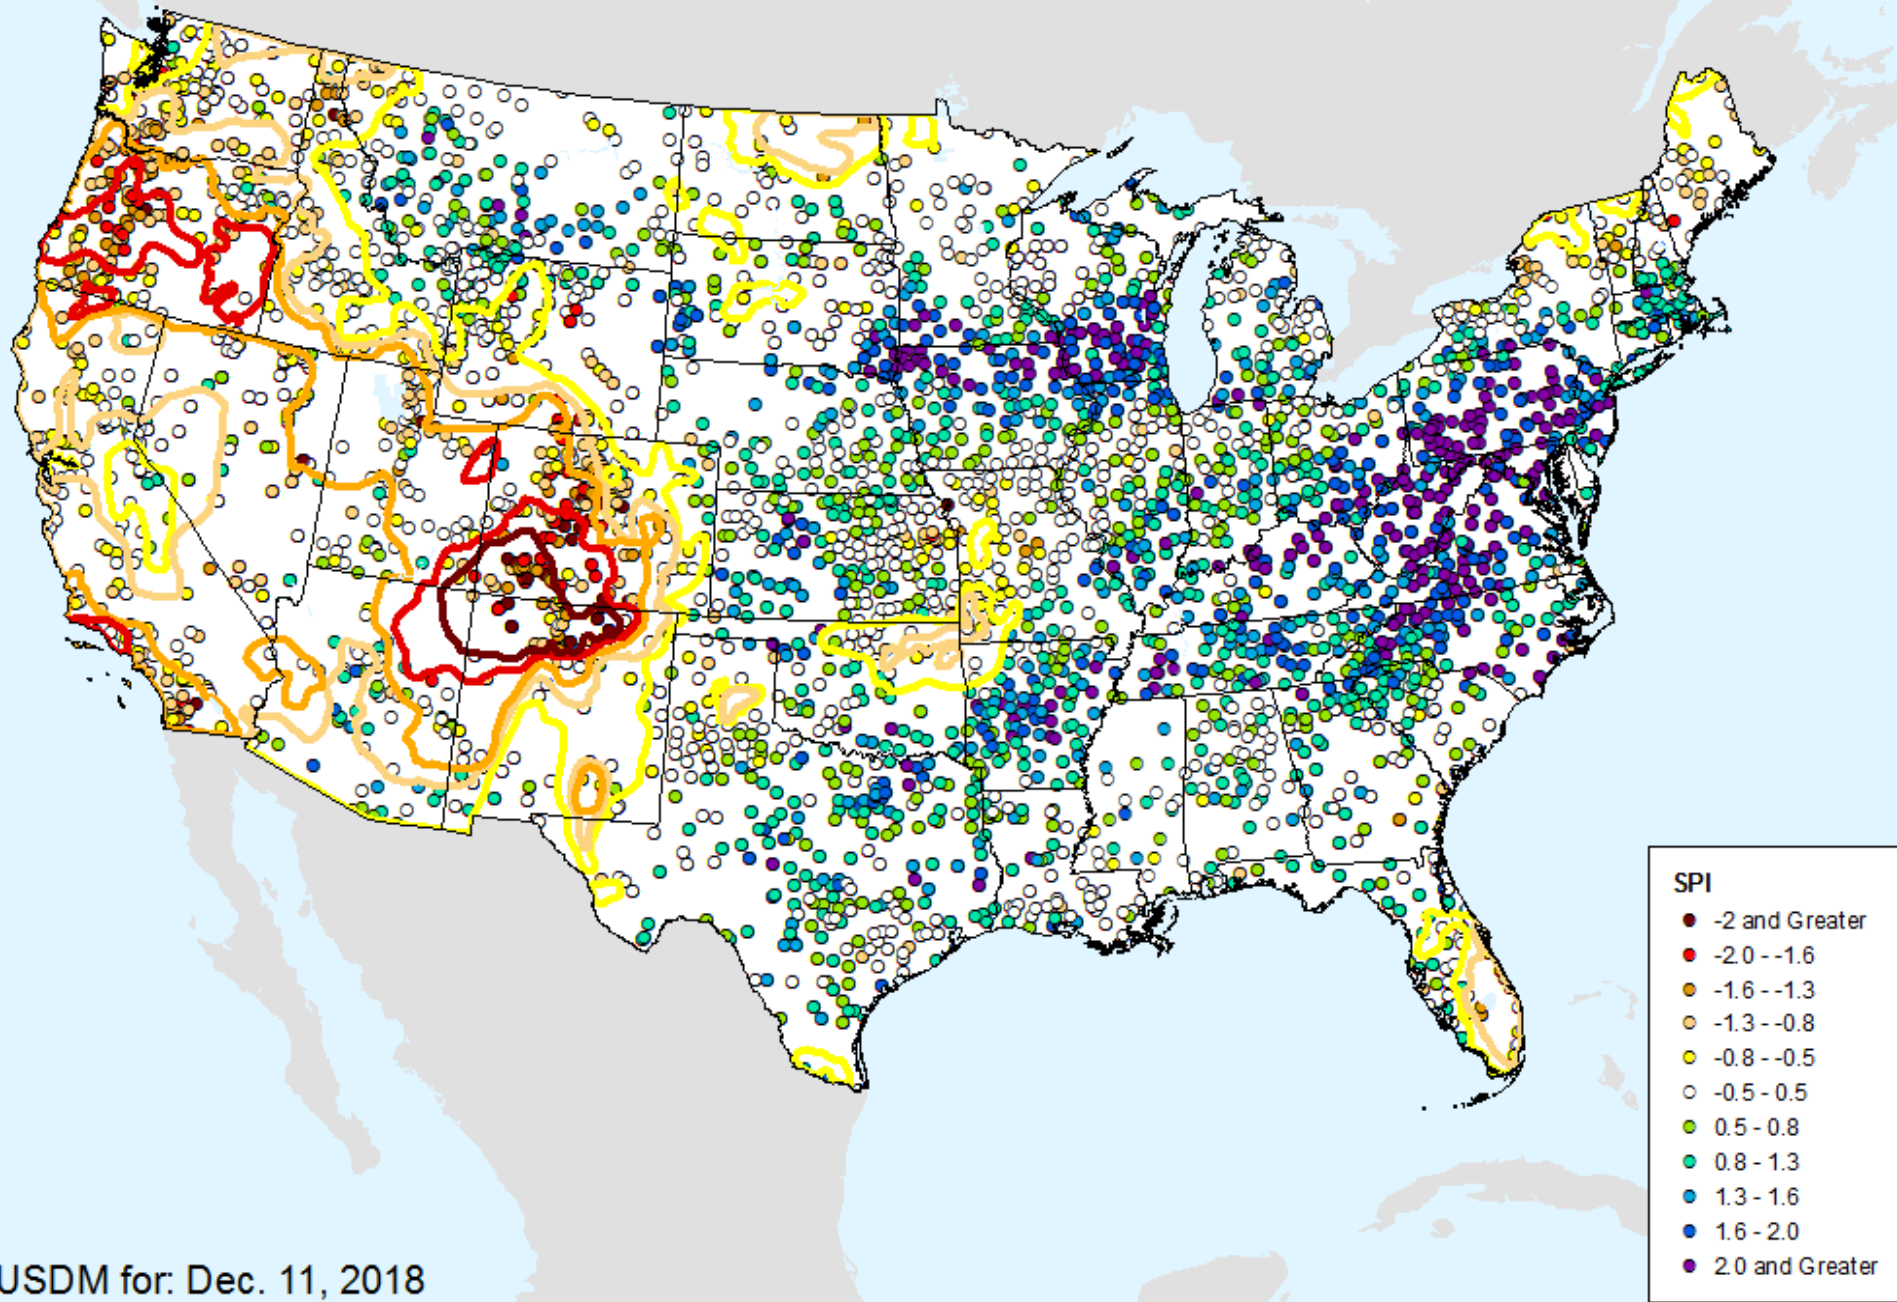 SPI
-2 and Greater
-2.0 - -1.6
-1.6 - -1.3
-1.3 - -0.8
-0.8 - -0.5
-0.5 - 0.5
0.5 - 0.8
0.8 - 1.3
1.3 - 1.6
1.6 - 2.0
2.0 and Greater
USDM for: Dec. 11, 2018